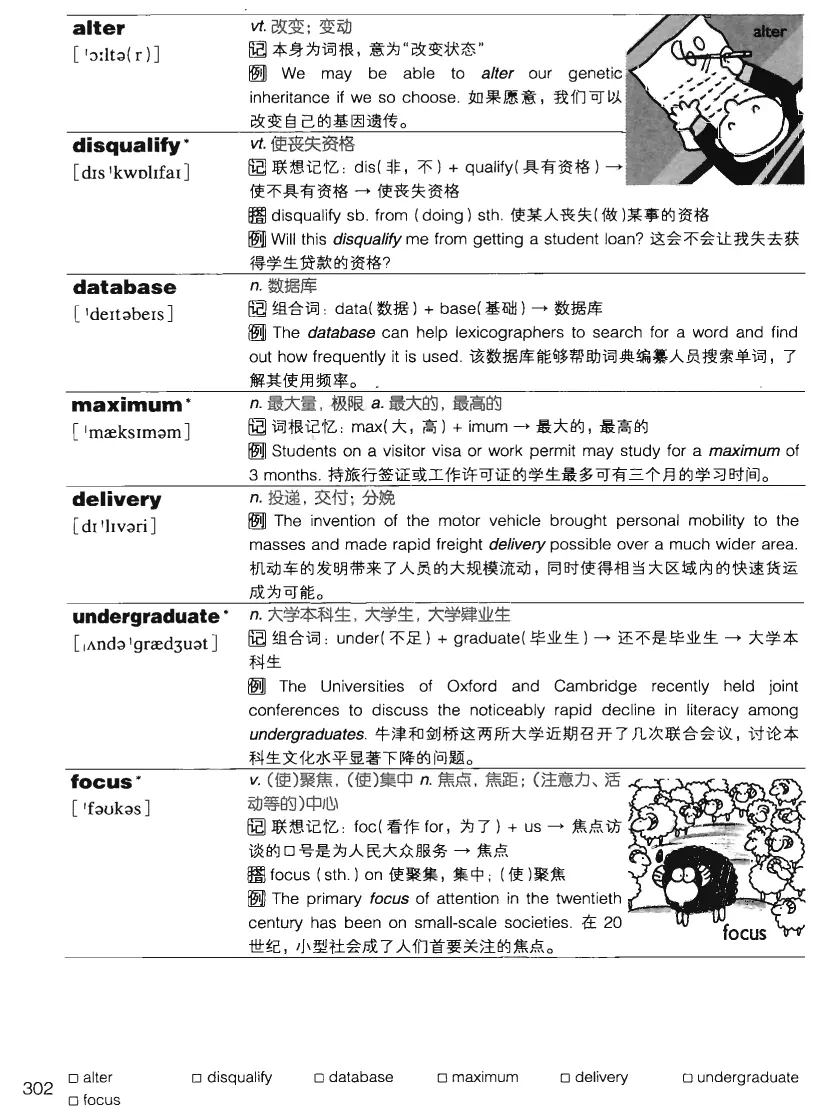 alter
[ ˈɔːltə(r)]
vt. 改变；变动
记 本身为词根，意为“改变状态”
例 We may be able to alter our genetic
inheritance if we so choose. 如果愿意，我们可以
改变自己的基因遗传。
alter
disqualify*
[dɪsˈkwɒlɪfaɪ]
vt. 使丧失资格
记 联想记忆：dis(非，不) + qualify(具有资格) →
使不具有资格 → 使丧失资格
搭 disqualify sb. from (doing) sth. 使某人丧失(做)某事的资格
例 Will this disqualify me from getting a student loan? 这会不会让我失去获
得学生贷款的资格?
database
[ ˈdeɪtəbeɪs]
n. 数据库
记 组合词：data(数据) + base(基础) → 数据库
例 The database can help lexicographers to search for a word and find
out how frequently it is used. 该数据库能够帮助词典编纂人员搜索单词，了
解其使用频率。
maximum*
[ ˈmæksɪməm]
n. 最大量，极限 a. 最大的，最高的
记 词根记忆：max(大，高) + imum → 最大的，最高的
例 Students on a visitor visa or work permit may study for a maximum of
3 months. 持旅行签证或工作许可证的学生最多可有三个月的学习时间。
delivery
[dɪˈlɪvəri]
n. 投递，交付；分娩
例 The invention of the motor vehicle brought personal mobility to the
masses and made rapid freight delivery possible over a much wider area.
机动车的发明带来了人员的大规模流动，同时使得相当大区域内的快速货运
成为可能。
undergraduate*
[ˌʌndəˈɡrædʒuət]
n. 大学本科生，大学生，大学肄业生
记 组合词：under(不足) + graduate(毕业生) → 还不是毕业生 → 大学本
科生
例 The Universities of Oxford and Cambridge recently held joint
conferences to discuss the noticeably rapid decline in literacy among
undergraduates. 牛津和剑桥这两所大学近期召开了几次联合会议，讨论本
科生文化水平显著下降的问题。
focus*
[ ˈfəʊkəs]
v. (使)聚焦，(使)集中 n. 焦点，焦距；(注意力、活
动等的)中心
记 联想记忆：foc(看作 for，为了) + us → 焦点访
谈的口号是为人民大众服务 → 焦点
搭 focus (sth.) on 使聚集，集中；(使)聚焦
例 The primary focus of attention in the twentieth
century has been on small-scale societies. 在 20
世纪，小型社会成了人们首要关注的焦点。
focus
302
□ alter □ disqualify □ database □ maximum □ delivery □ undergraduate
□ focus